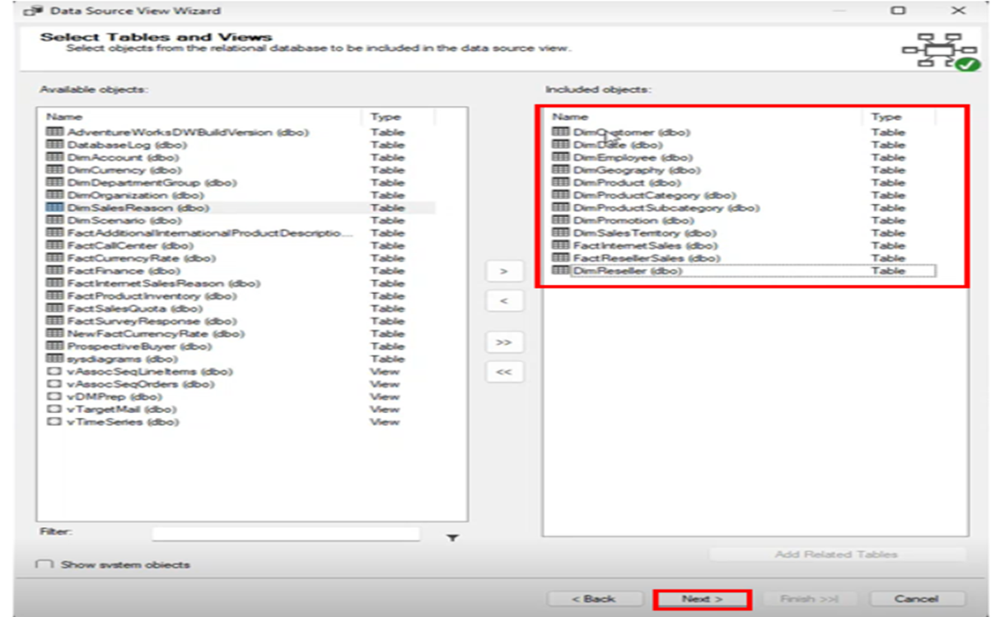 Data Source View Wizard
Select Tables and Views
Select objects from the relational database to be included in the data source view.
Available objects:
Name Type
AdventureWorksDWBuildVersion (dbo) Table
DatabaseLog (dbo) Table
DimAccount (dbo) Table
DimCurrency (dbo) Table
DimDepartmentGroup (dbo) Table
DimOrganization (dbo) Table
DimSalesReason (dbo) Table
DimScenario (dbo) Table
FactAdditionalInternationalProductDescriptio... Table
FactCallCenter (dbo) Table
FactCurrencyRate (dbo) Table
FactFinance (dbo) Table
FactInternetSalesReason (dbo) Table
FactProductInventory (dbo) Table
FactSalesQuota (dbo) Table
FactSurveyResponse (dbo) Table
NewFactCurrencyRate (dbo) Table
ProspectiveBuyer (dbo) Table
sysdiagrams (dbo) Table
vAssocSeqLineItems (dbo) View
vAssocSeqOrders (dbo) View
vDMPrep (dbo) View
vTargetMail (dbo) View
vTimeSeries (dbo) View
Filter:
Show system objects
>
<
>>
<<
Included objects:
Name Type
DimCustomer (dbo) Table
DimDate (dbo) Table
DimEmployee (dbo) Table
DimGeography (dbo) Table
DimProduct (dbo) Table
DimProductCategory (dbo) Table
DimProductSubcategory (dbo) Table
DimPromotion (dbo) Table
DimSalesTerritory (dbo) Table
FactInternetSales (dbo) Table
FactResellerSales (dbo) Table
DimReseller (dbo) Table
Add Related Tables
< Back Next > Finish >>| Cancel